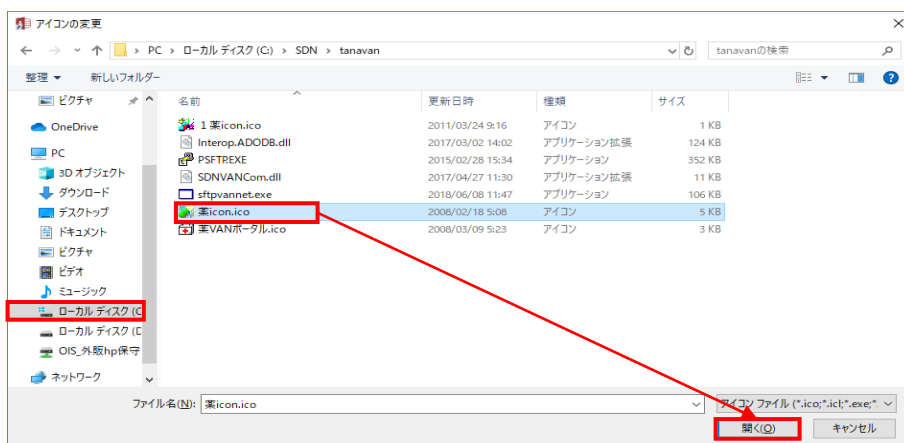 アイコンの変更
PC › ローカル ディスク (C:) › SDN › tanavan
tanavanの検索
整理 新しいフォルダー
名前 更新日時 種類 サイズ
ピクチャ
OneDrive
PC
3D オブジェクト
ダウンロード
デスクトップ
ドキュメント
ピクチャ
ビデオ
ミュージック
ローカル ディスク (C
ローカル ディスク (D
OIS_外販hp保守
ネットワーク
1 薬icon.ico 2011/03/24 9:16 アイコン 1 KB
Interop.ADODB.dll 2017/03/02 14:02 アプリケーション拡張 124 KB
PSFTREXE 2015/02/28 15:34 アプリケーション 352 KB
SDNVANCom.dll 2017/04/27 11:30 アプリケーション拡張 11 KB
sftpvannet.exe 2018/06/08 11:47 アプリケーション 106 KB
薬icon.ico 2008/02/18 5:08 アイコン 5 KB
薬VANポータル.ico 2008/03/09 5:23 アイコン 3 KB
ファイル名(N): 薬icon.ico
アイコン ファイル (*.ico;*.icl;*.exe;*.
開く(O) キャンセル